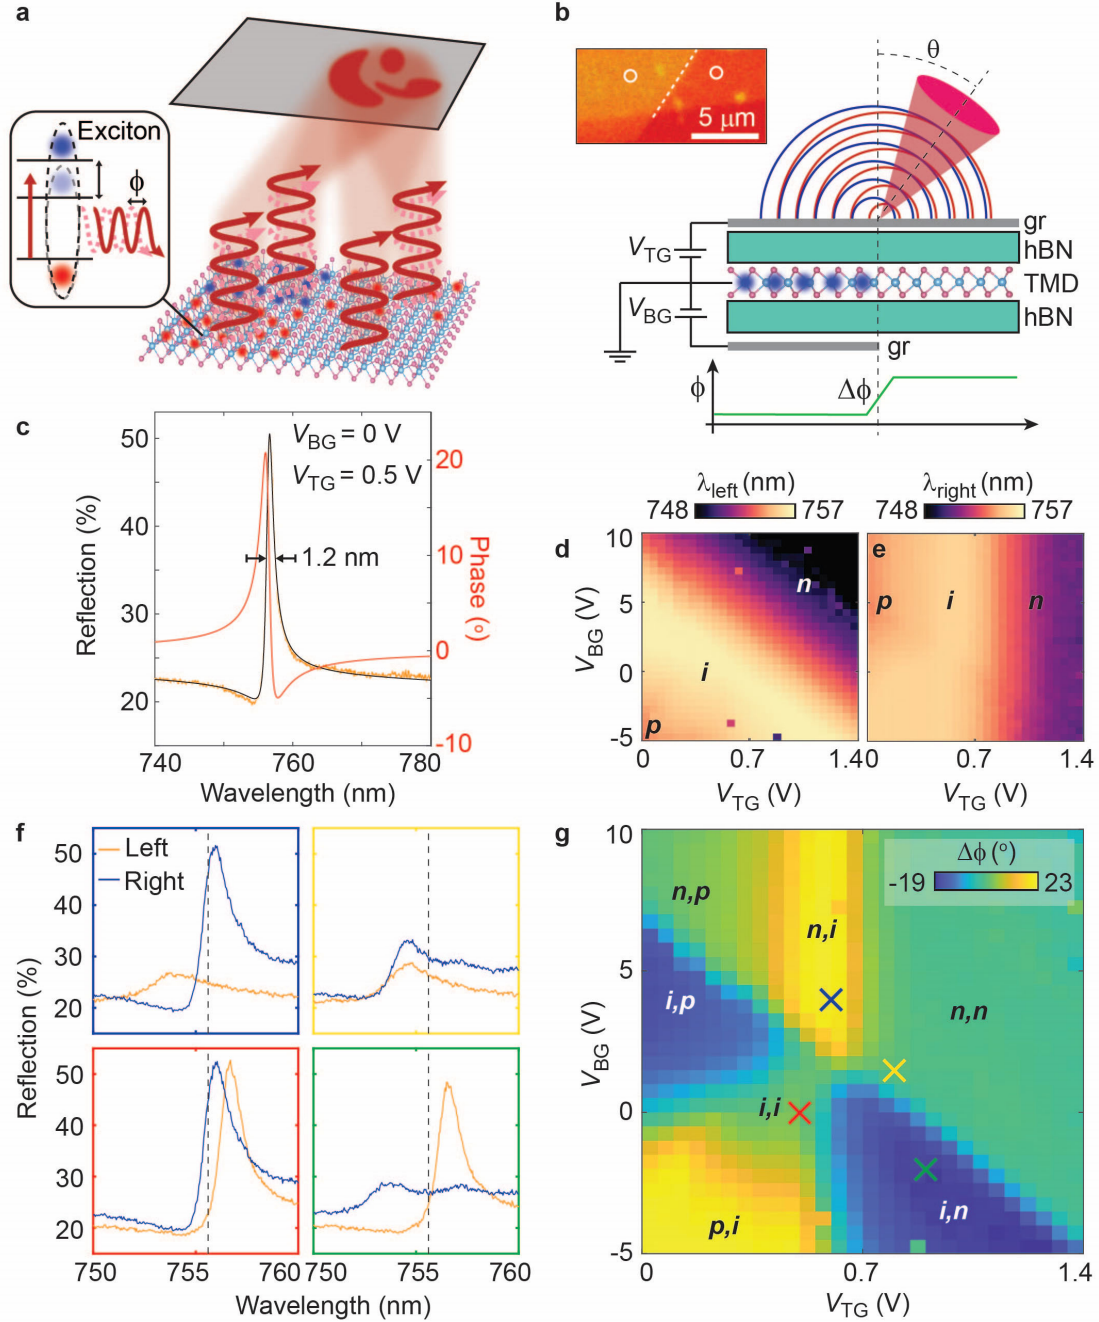 a
Exciton
ϕ
b
θ
5 μm
gr
hBN
V_TG
TMD
V_BG
hBN
gr
ϕ
Δϕ
c
V_BG = 0 V
V_TG = 0.5 V
1.2 nm
50
40
30
20
Reflection (%)
20
10
0
-10
Phase (°)
740 760 780
Wavelength (nm)
λ_left (nm)
748 757
λ_right (nm)
748 757
d
n
i
p
10
5
0
-5
V_BG (V)
0 0.7 1.4
V_TG (V)
e
p i n
0.7 1.4
V_TG (V)
f
Left
Right
50
40
30
20
50
40
30
20
Reflection (%)
750 755 760
750 755 760
Wavelength (nm)
g
Δϕ (°)
-19 23
n,p
n,i
i,p
n,n
i,i
p,i
i,n
10
5
0
-5
V_BG (V)
0 0.7 1.4
V_TG (V)